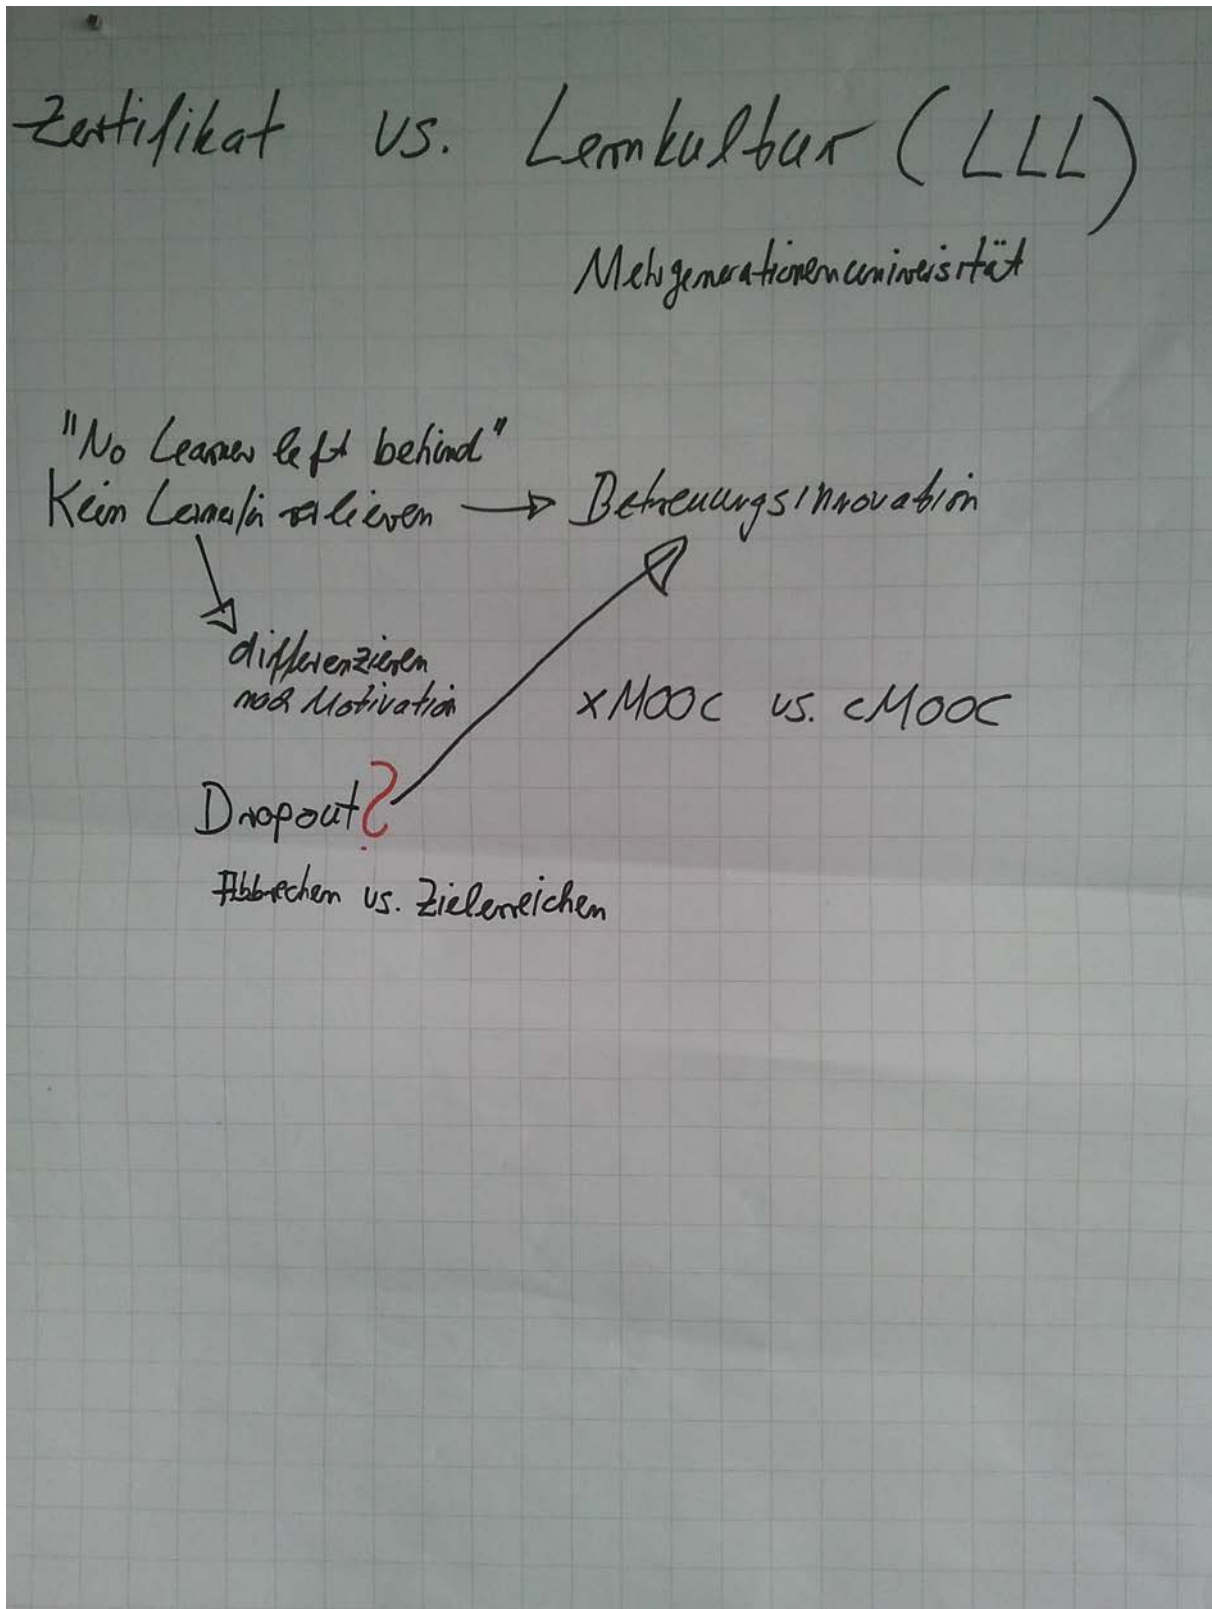 Zertifikat vs. Lernkultur (LLL)
Mehrgenerationenuniversität
"No Learner left behind"
Kein Lerner/in verlieren → Betreuungsinnovation
differenzieren
nach Motivation
xMOOC vs. cMOOC
Dropout?
Abbrechen vs. Zielerreichen